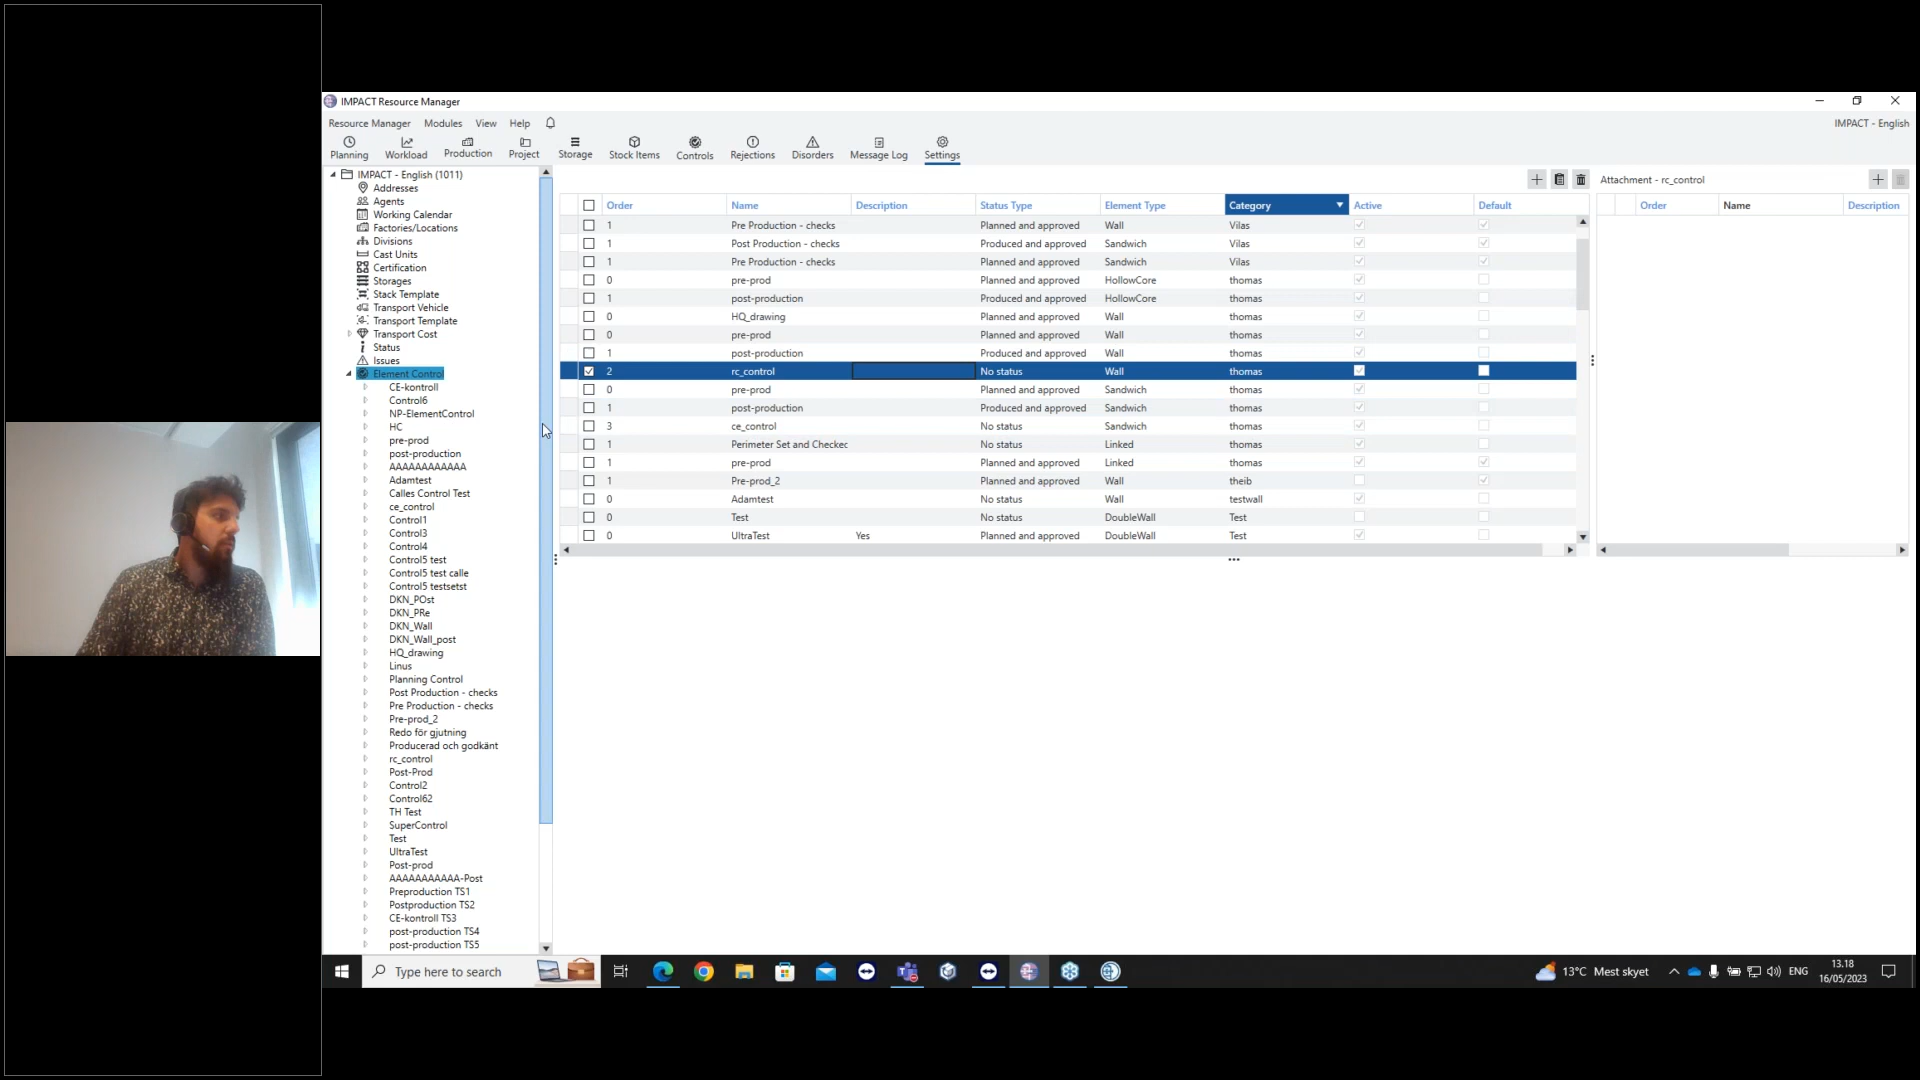 IMPACT Resource Manager
Resource Manager Modules View Help
IMPACT - English
Planning Workload Production Project Storage Stock Items Controls Rejections Disorders Message Log Settings
IMPACT - English (1011)
Addresses
Agents
Working Calendar
Factories/Locations
Divisions
Cast Units
Certification
Storages
Stack Template
Transport Vehicle
Transport Template
Transport Cost
Status
Issues
Element Control
CE-kontroll
Control6
NP-ElementControl
HC
pre-prod
post-production
AAAAAAAAAAAA
Adamtest
Calles Control Test
ce_control
Control1
Control3
Control4
Control5 test
Control5 test calle
Control5 testsetst
DKN_POst
DKN_PRe
DKN_Wall
DKN_Wall_post
HQ_drawing
Linus
Planning Control
Post Production - checks
Pre Production - checks
Pre-prod_2
Redo för gjutning
Producerad och godkänt
rc_control
Post-Prod
Control2
Control62
TH Test
SuperControl
Test
UltraTest
Post-prod
AAAAAAAAAAA-Post
Preproduction TS1
Postproduction TS2
CE-kontroll TS3
post-production TS4
post-production TS5
Order Name Description Status Type Element Type Category Active Default
1 Pre Production - checks Planned and approved Wall Vilas
1 Post Production - checks Produced and approved Sandwich Vilas
1 Pre Production - checks Planned and approved Sandwich Vilas
0 pre-prod Planned and approved HollowCore thomas
1 post-production Produced and approved HollowCore thomas
0 HQ_drawing Planned and approved Wall thomas
0 pre-prod Planned and approved Wall thomas
1 post-production Produced and approved Wall thomas
2 rc_control No status Wall thomas
0 pre-prod Planned and approved Sandwich thomas
1 post-production Produced and approved Sandwich thomas
3 ce_control No status Sandwich thomas
1 Perimeter Set and Checkec No status Linked thomas
1 pre-prod Planned and approved Linked thomas
1 Pre-prod_2 Planned and approved Wall theib
0 Adamtest No status Wall testwall
0 Test No status DoubleWall Test
0 UltraTest Yes Planned and approved DoubleWall Test
Attachment - rc_control
Order Name Description
Type here to search
13°C Mest skyet
ENG
13.18
16/05/2023